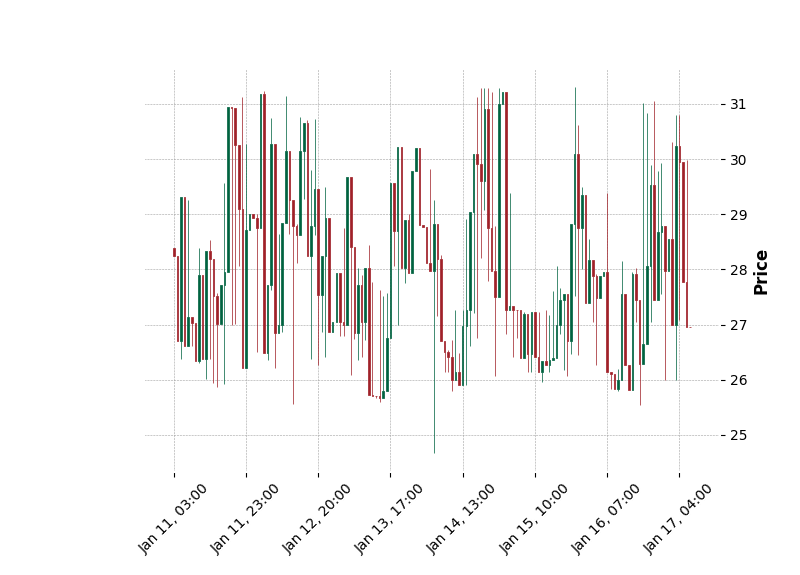 31
30
29
28
27
26
25
Price
Jan 11, 03:00
Jan 11, 23:00
Jan 12, 20:00
Jan 13, 17:00
Jan 14, 13:00
Jan 15, 10:00
Jan 16, 07:00
Jan 17, 04:00